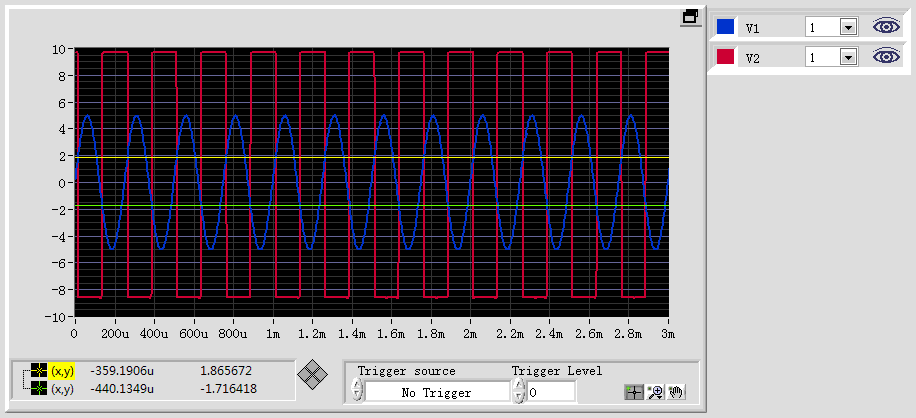 V1 1
V2 1
10
8
6
4
2
0
-2
-4
-6
-8
-10
0 200u 400u 600u 800u 1m 1.2m 1.4m 1.6m 1.8m 2m 2.2m 2.4m 2.6m 2.8m 3m
(x,y) -359.1906u 1.865672
(x,y) -440.1349u -1.716418
Trigger source Trigger Level
No Trigger 0